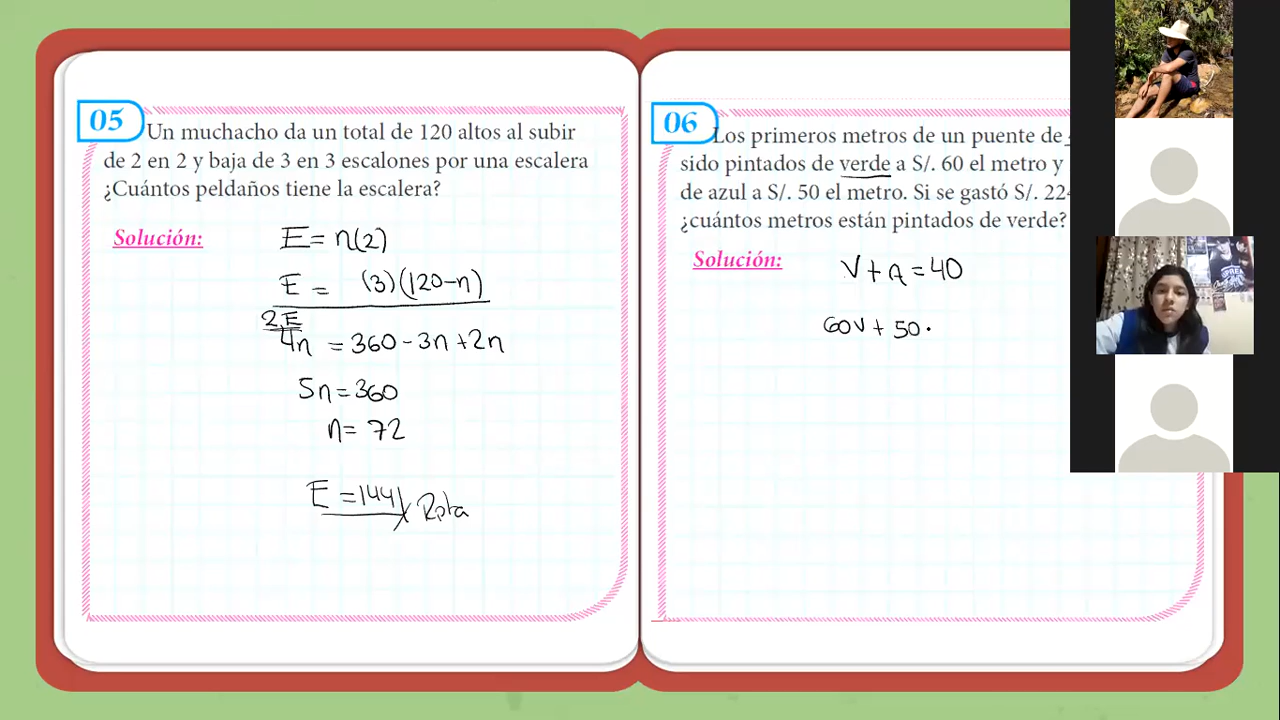 05
Un muchacho da un total de 120 altos al subir
de 2 en 2 y baja de 3 en 3 escalones por una escalera
¿Cuántos peldaños tiene la escalera?
Solución:
E = n(2)
E = (3)(120-n)
2E
4n = 360 - 3n + 2n
5n = 360
n = 72
E = 144 Rpta
06
Los primeros metros de un puente de
sido pintados de verde a S/. 60 el metro y
de azul a S/. 50 el metro. Si se gastó S/. 224
¿cuántos metros están pintados de verde?
Solución:
V + A = 40
60V + 50